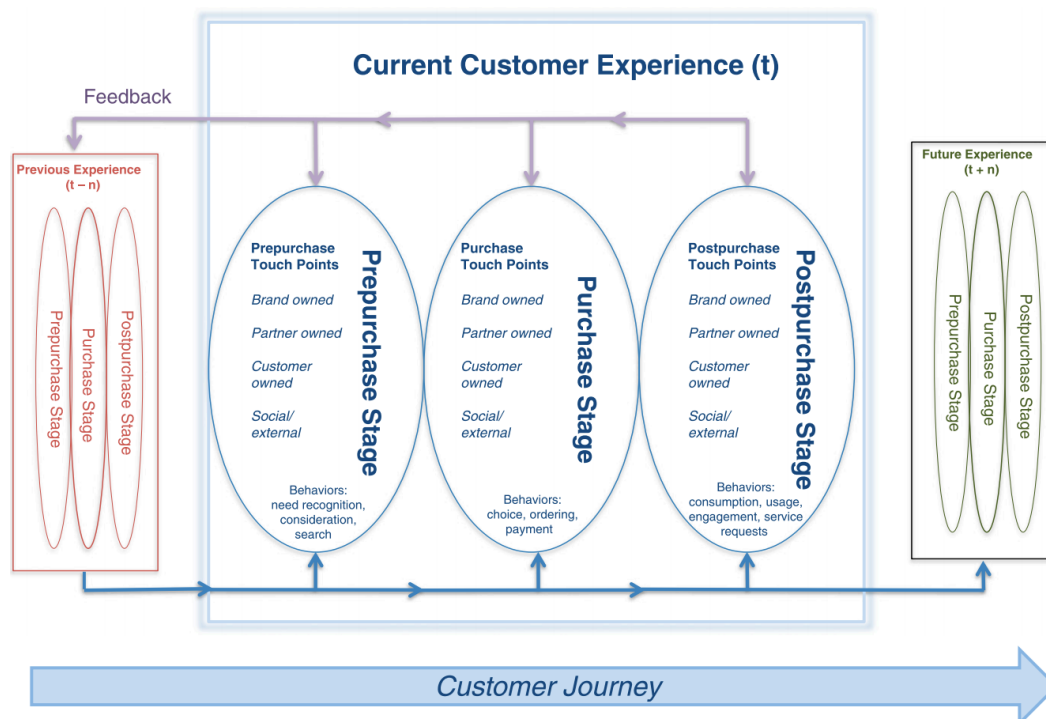 Current Customer Experience (t)
Feedback
Previous Experience
(t – n)
Prepurchase Stage
Purchase Stage
Postpurchase Stage
Prepurchase
Touch Points
Brand owned
Partner owned
Customer
owned
Social/
external
Prepurchase Stage
Behaviors:
need recognition,
consideration,
search
Purchase
Touch Points
Brand owned
Partner owned
Customer
owned
Social/
external
Purchase Stage
Behaviors:
choice, ordering,
payment
Postpurchase
Touch Points
Brand owned
Partner owned
Customer
owned
Social/
external
Postpurchase Stage
Behaviors:
consumption, usage,
engagement, service
requests
Future Experience
(t + n)
Prepurchase Stage
Purchase Stage
Postpurchase Stage
Customer Journey